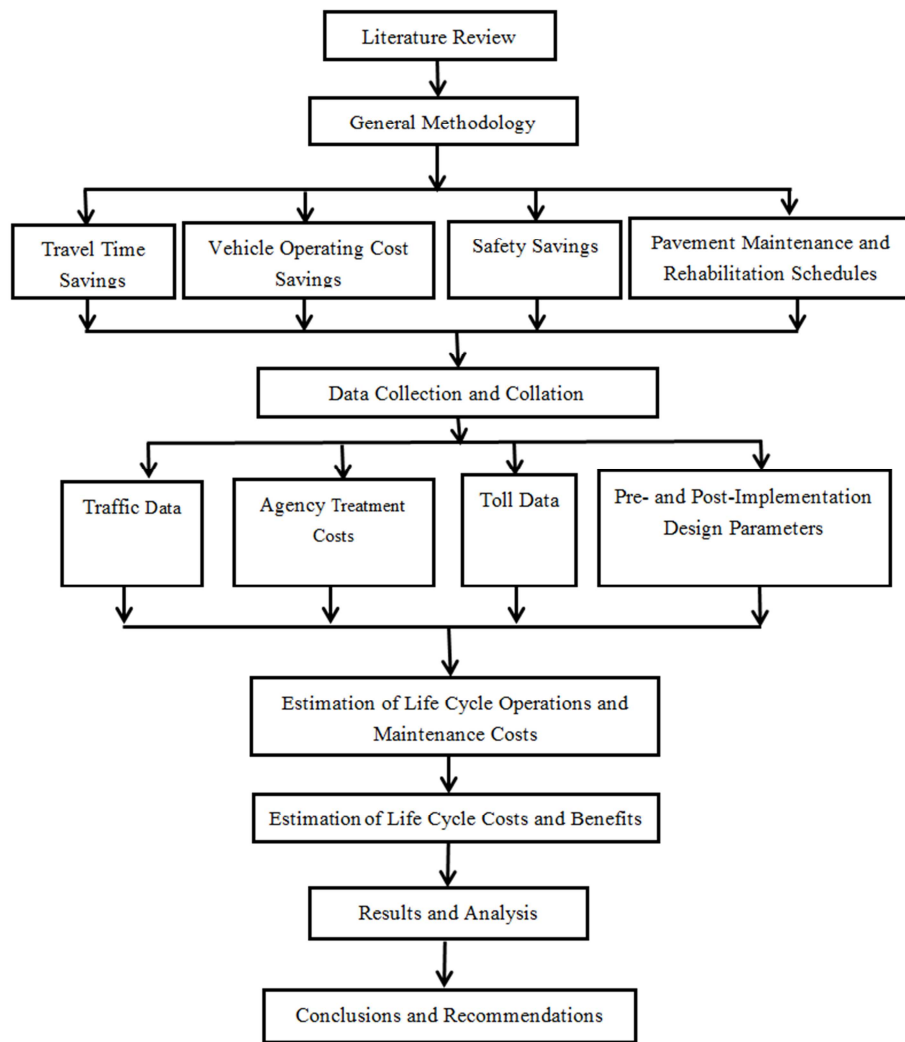 Literature Review
General Methodology
Travel Time
Savings
Vehicle Operating Cost
Savings
Safety Savings
Pavement Maintenance and
Rehabilitation Schedules
Data Collection and Collation
Traffic Data
Agency Treatment
Costs
Toll Data
Pre- and Post-Implementation
Design Parameters
Estimation of Life Cycle Operations and
Maintenance Costs
Estimation of Life Cycle Costs and Benefits
Results and Analysis
Conclusions and Recommendations